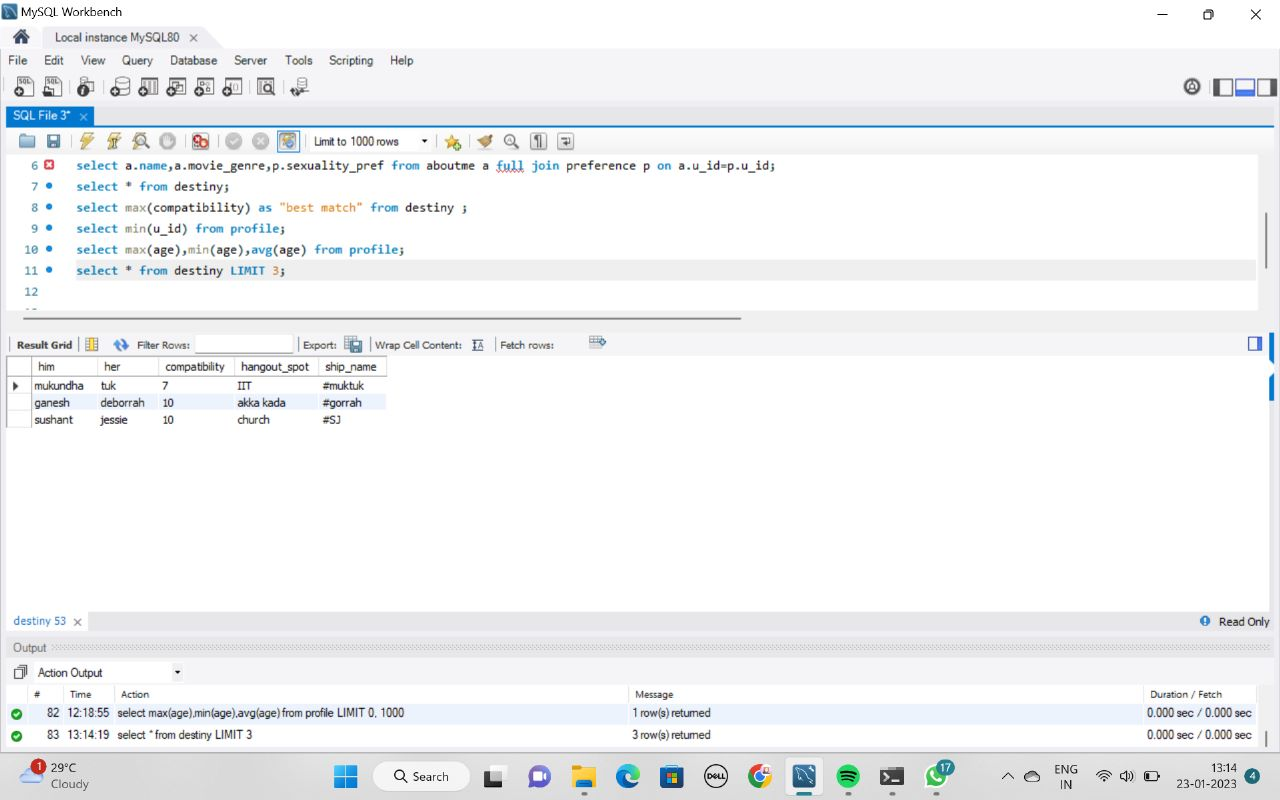 MySQL Workbench
Local instance MySQL80
File Edit View Query Database Server Tools Scripting Help
SQL File 3*
Limit to 1000 rows
6 select a.name,a.movie_genre,p.sexuality_pref from aboutme a full join preference p on a.u_id=p.u_id;
7 select * from destiny;
8 select max(compatibility) as "best match" from destiny ;
9 select min(u_id) from profile;
10 select max(age),min(age),avg(age) from profile;
11 select * from destiny LIMIT 3;
12
Result Grid Filter Rows: Export: Wrap Cell Content: Fetch rows:
him her compatibility hangout_spot ship_name
mukundha tuk 7 IIT #muktuk
ganesh deborrah 10 akka kada #gorrah
sushant jessie 10 church #SJ
destiny 53 Read Only
Output
Action Output
# Time Action Message Duration / Fetch
82 12:18:55 select max(age),min(age),avg(age) from profile LIMIT 0, 1000 1 row(s) returned 0.000 sec / 0.000 sec
83 13:14:19 select * from destiny LIMIT 3 3 row(s) returned 0.000 sec / 0.000 sec
1 29°C
Cloudy
Search
DELL
17
ENG
IN
13:14
23-01-2023
4